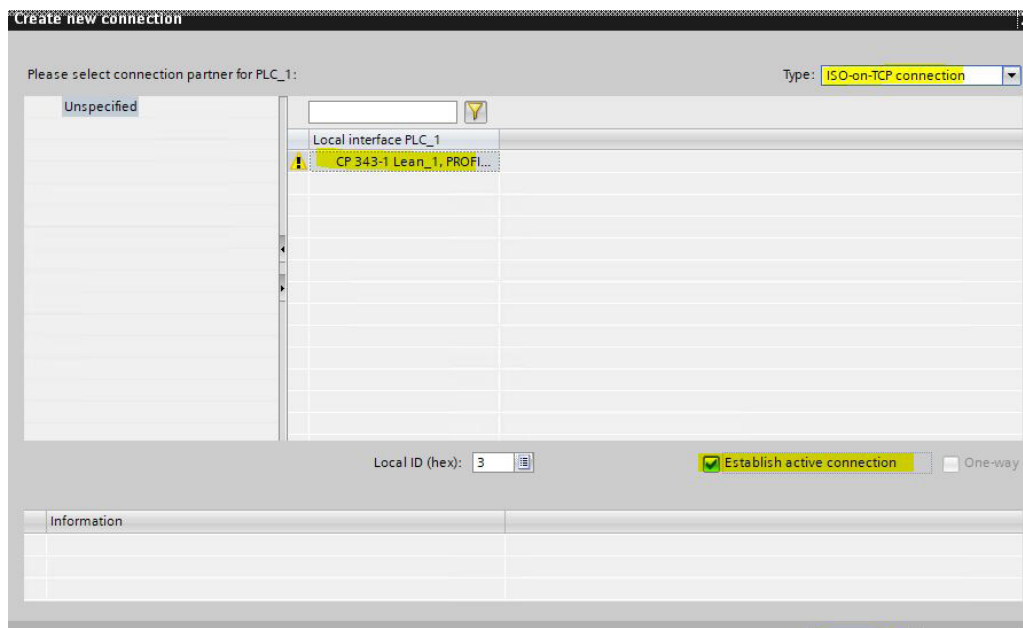 Create new connection
Please select connection partner for PLC_1:
Type: ISO-on-TCP connection
Unspecified
Local interface PLC_1
CP 343-1 Lean_1, PROFI...
Local ID (hex): 3
Establish active connection
One-way
Information